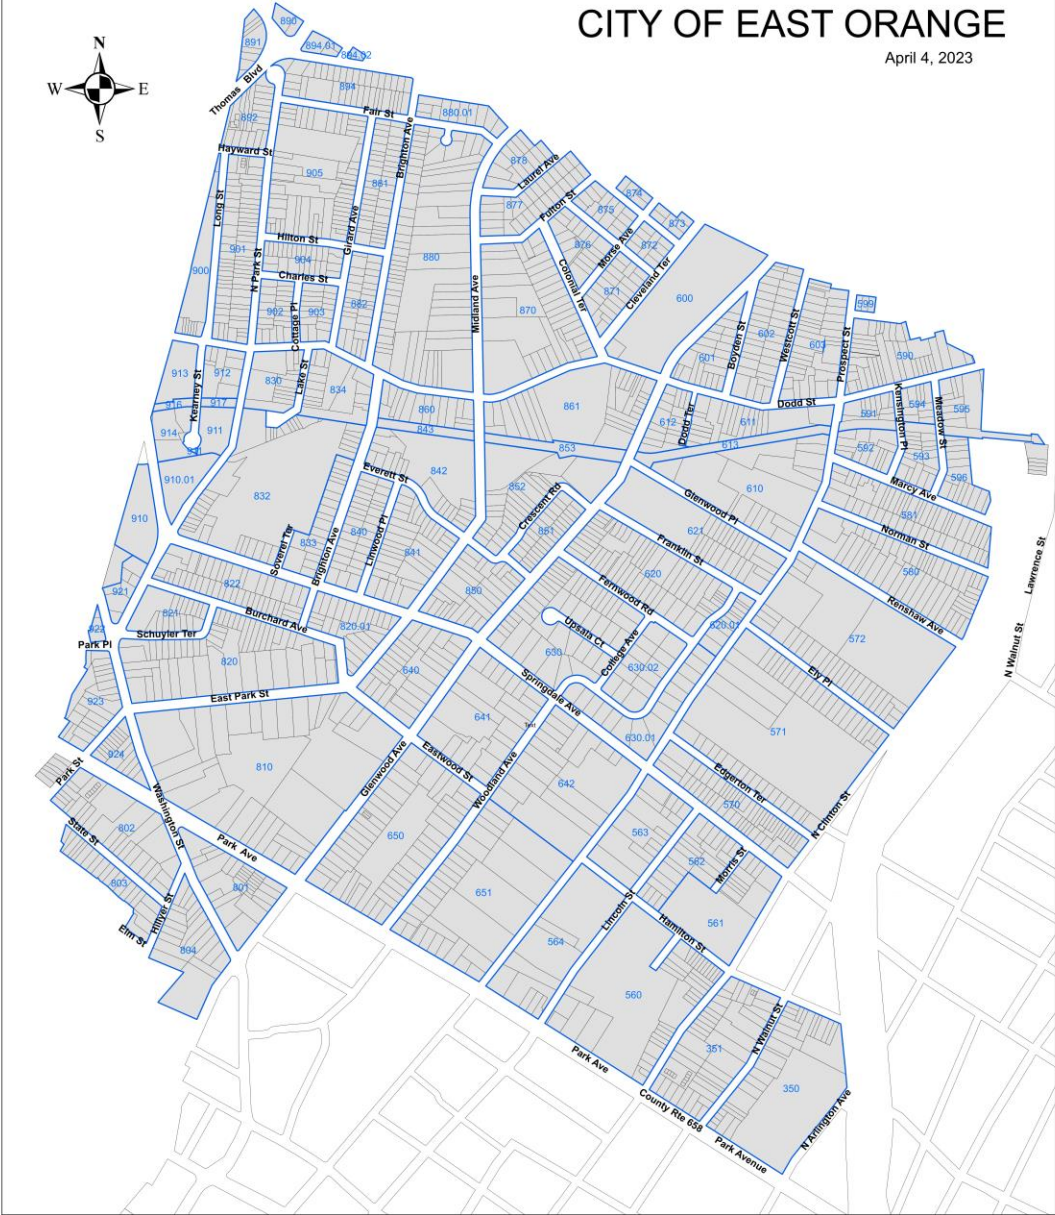 CITY OF EAST ORANGE
April 4, 2023
N
W E
S
890
891
894.01
894.02
Thomas Blvd
894
892
Fair St
880.01
Hayward St
905
881
Brighton Ave
878
Laurel Ave
877
Fulton St
875
874
873
Long St
901
Hilton St
Girard Ave
904
880
876
Morse Ave
872
900
N Park St
Charles St
Midland Ave
Colonial Ter
871
Cleveland Ter
600
902
Cottage Pl
903
882
870
599
602
Westcott St
603
Prospect St
Boyden St
601
590
913
912
830
Lake St
834
Kearney St
916
917
860
861
Dodd St
591
Kensington Pl
594
Meadow St
595
914
911
843
853
612
Dodd Ter
611
613
592
593
596
910.01
832
Everett St
842
852
Crescent Rd
851
Glenwood Pl
610
Marcy Ave
581
910
Soverel Ter
833
Brighton Ave
840
Linwood Pl
841
621
Franklin St
Norman St
580
Lawrence St
921
822
850
620
Fernwood Rd
Renshaw Ave
821
Burchard Ave
820.01
Upsala Ct
College Ave
620.01
572
Park Pl
Schuyler Ter
820
640
630
630.02
Ely Pl
N Walnut St
923
East Park St
Springdale Ave
641
Text
630.01
571
924
810
Glenwood Ave
Eastwood St
Woodland Ave
642
Edgerton Ter
570
Park St
802
Washington St
650
563
562
Morris St
N Clinton St
State St
803
Park Ave
801
651
Lincoln St
561
Elm St
Hillyer St
804
564
Hamilton St
560
351
N Walnut St
350
Park Ave
County Rte 658
N Arlington Ave
Park Avenue